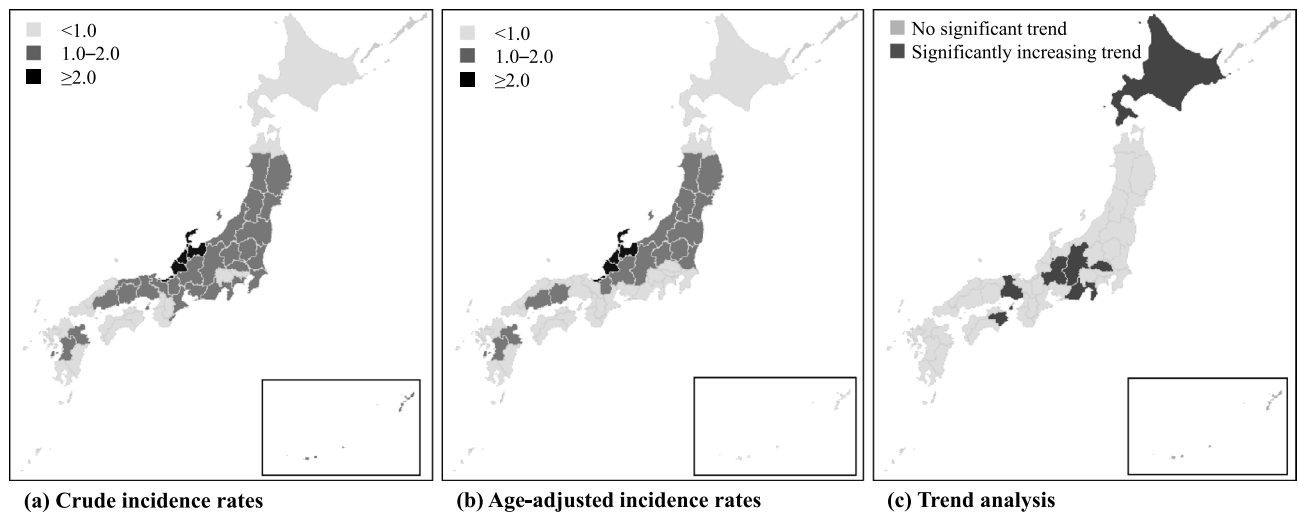 <1.0
1.0–2.0
≥2.0
<1.0
1.0–2.0
≥2.0
No significant trend
Significantly increasing trend
(a) Crude incidence rates
(b) Age-adjusted incidence rates
(c) Trend analysis